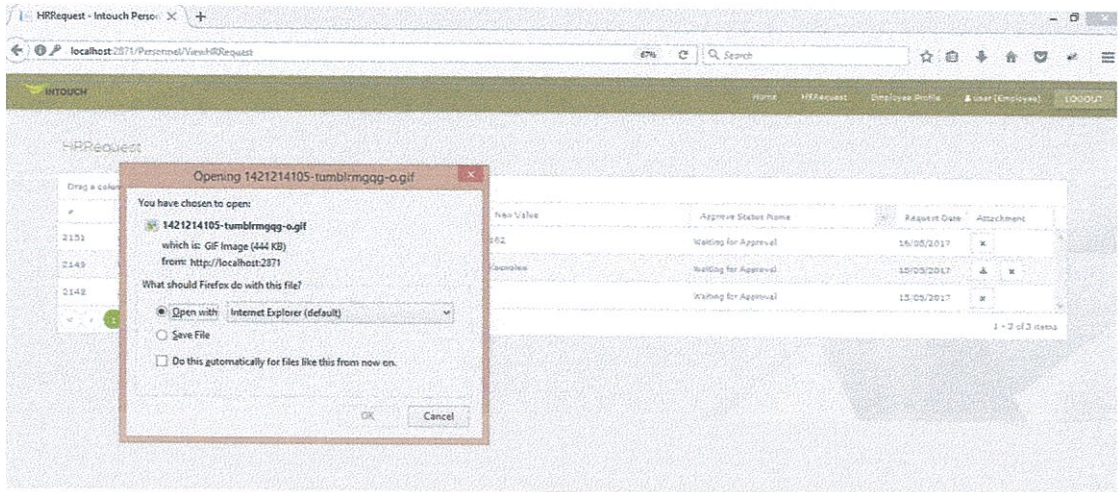 HRRequest - Intouch Person
localhost:2871/Personnel/ViewHRRequest
67%
Search
INTOUCH
Home HRRequest Employee Profile user (Employee) LOGOUT
HRRequest
Drag a colum
# New Value Approve Status Name Request Date Attachment
2151 162 Waiting for Approval 16/05/2017
2149 Waiting for Approval 15/05/2017
2148 Waiting for Approval 15/05/2017
1
1 - 3 of 3 items
Opening 1421214105-tumblrmgqg-o.gif
You have chosen to open:
1421214105-tumblrmgqg-o.gif
which is: GIF Image (444 KB)
from: http://localhost:2871
What should Firefox do with this file?
Open with Internet Explorer (default)
Save File
Do this automatically for files like this from now on.
OK Cancel